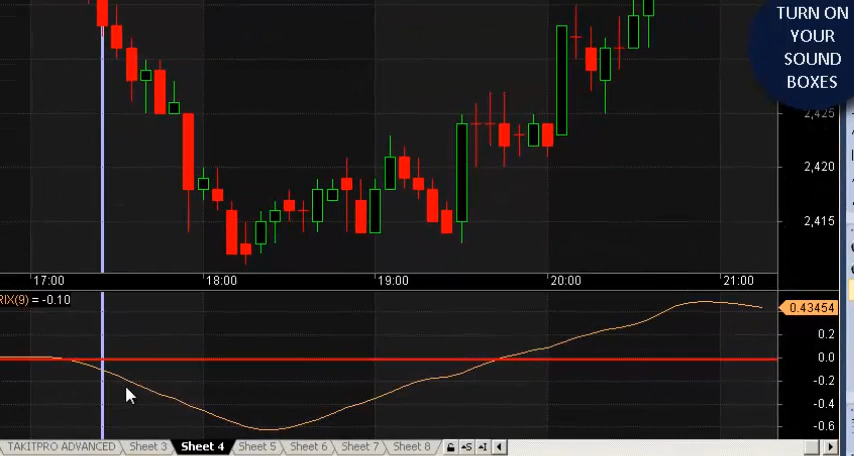 TURN ON
YOUR
SOUND
BOXES
2,425
2,420
2,415
17:00 18:00 19:00 20:00 21:00
RIX(9) = -0.10
0.43454
0.2
0.0
-0.2
-0.4
-0.6
TAKITPRO ADVANCED Sheet 3 Sheet 4 Sheet 5 Sheet 6 Sheet 7 Sheet 8 S I